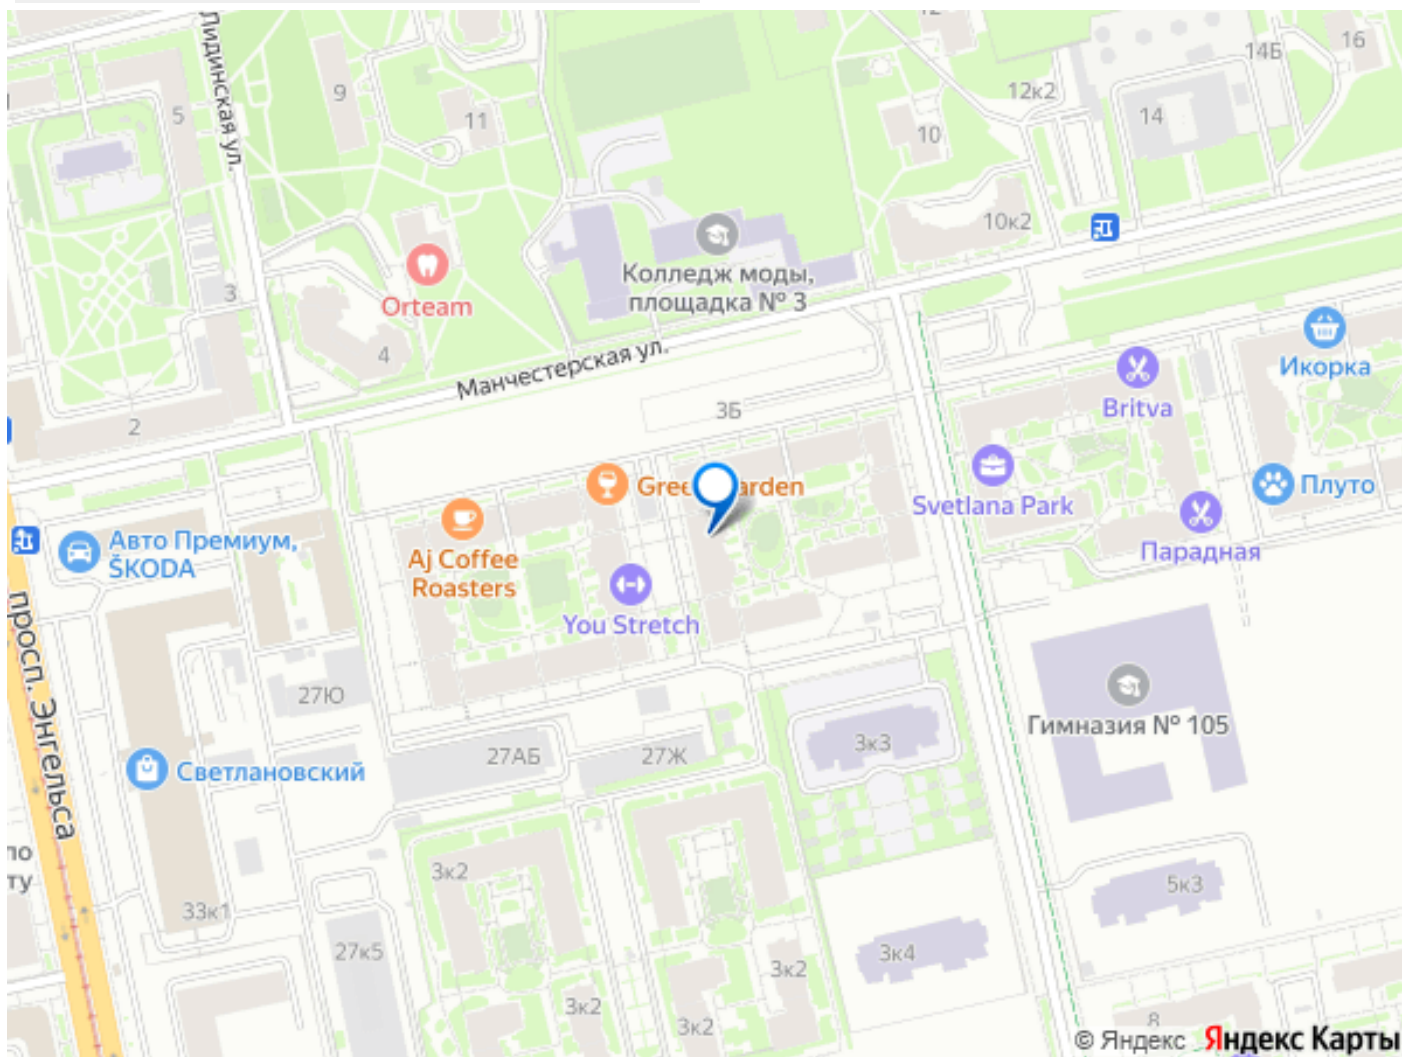 Лидинская ул.
5
9
11
12
10
12к2
14
14Б
16
10к2
3
Orteam
4
Колледж моды,
площадка № 3
Манчестерская ул.
2
3Б
Икорка
Britva
Svetlana Park
Плуто
Парадная
Green Garden
Aj Coffee
Roasters
You Stretch
Авто Премиум,
ŠKODA
просп. Энгельса
27Ю
Гимназия № 105
Светлановский
27АБ
27Ж
3к3
3к2
5к3
33к1
27к5
3к4
3к2
3к2
3к2
8
© Яндекс Яндекс Карты